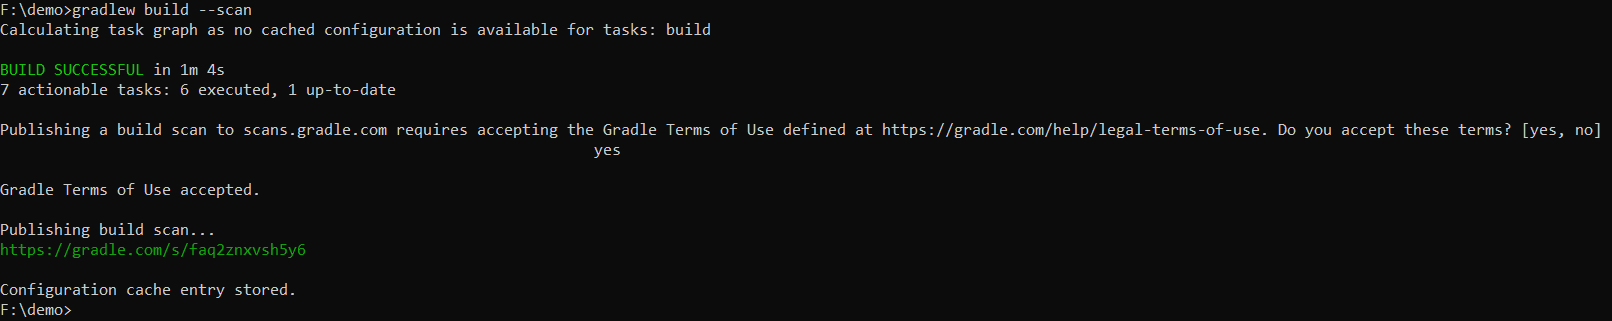 F:\demo>gradlew build --scan
Calculating task graph as no cached configuration is available for tasks: build
BUILD SUCCESSFUL in 1m 4s
7 actionable tasks: 6 executed, 1 up-to-date
Publishing a build scan to scans.gradle.com requires accepting the Gradle Terms of Use defined at https://gradle.com/help/legal-terms-of-use. Do you accept these terms? [yes, no]
yes
Gradle Terms of Use accepted.
Publishing build scan...
https://gradle.com/s/faq2znxvsh5y6
Configuration cache entry stored.
F:\demo>